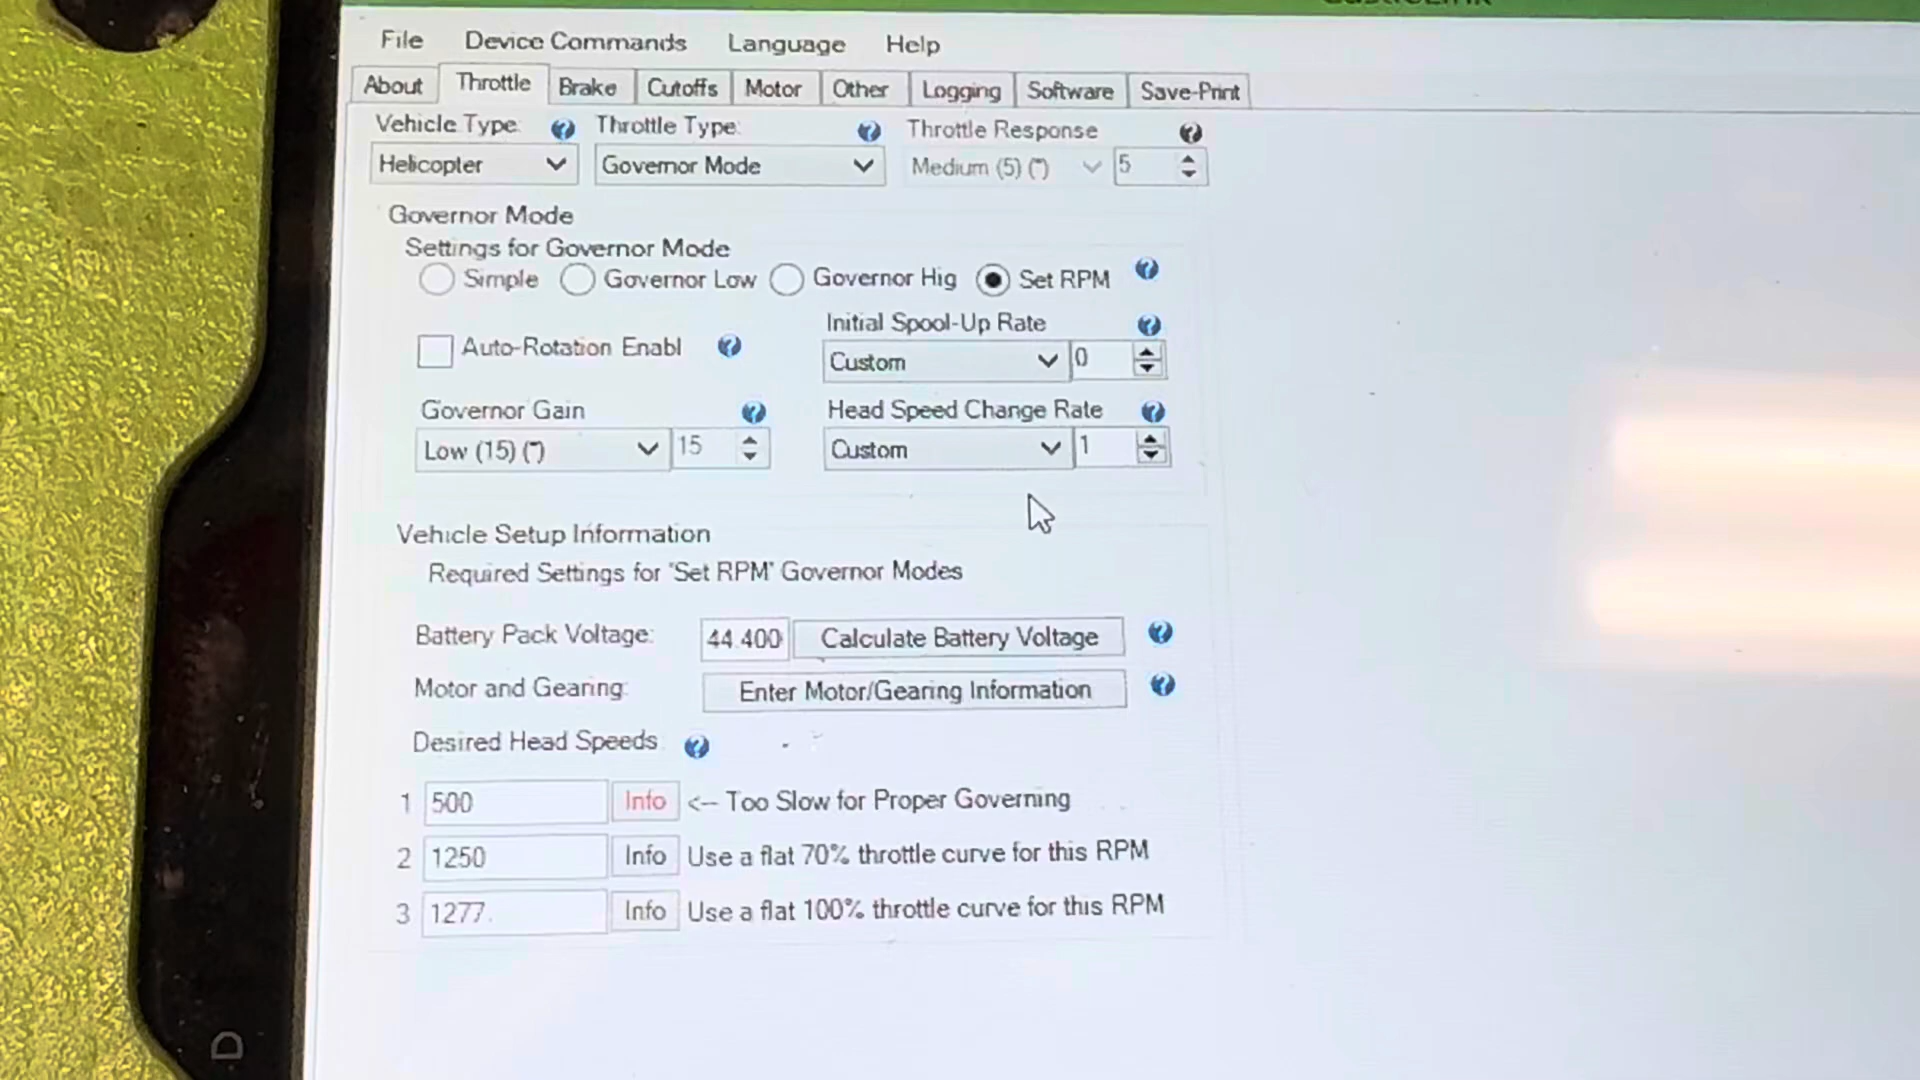 File Device Commands Language Help
About Throttle Brake Cutoffs Motor Other Logging Software Save-Print
Vehicle Type: Throttle Type: Throttle Response
Helicopter Governor Mode Medium (5) (*) 5
Governor Mode
Settings for Governor Mode
Simple Governor Low Governor Hig Set RPM
Auto-Rotation Enabl
Initial Spool-Up Rate
Custom 0
Governor Gain Head Speed Change Rate
Low (15) (*) 15 Custom 1
Vehicle Setup Information
Required Settings for 'Set RPM' Governor Modes
Battery Pack Voltage: 44.400 Calculate Battery Voltage
Motor and Gearing: Enter Motor/Gearing Information
Desired Head Speeds
1 500 Info <-- Too Slow for Proper Governing
2 1250 Info Use a flat 70% throttle curve for this RPM
3 1277. Info Use a flat 100% throttle curve for this RPM
D